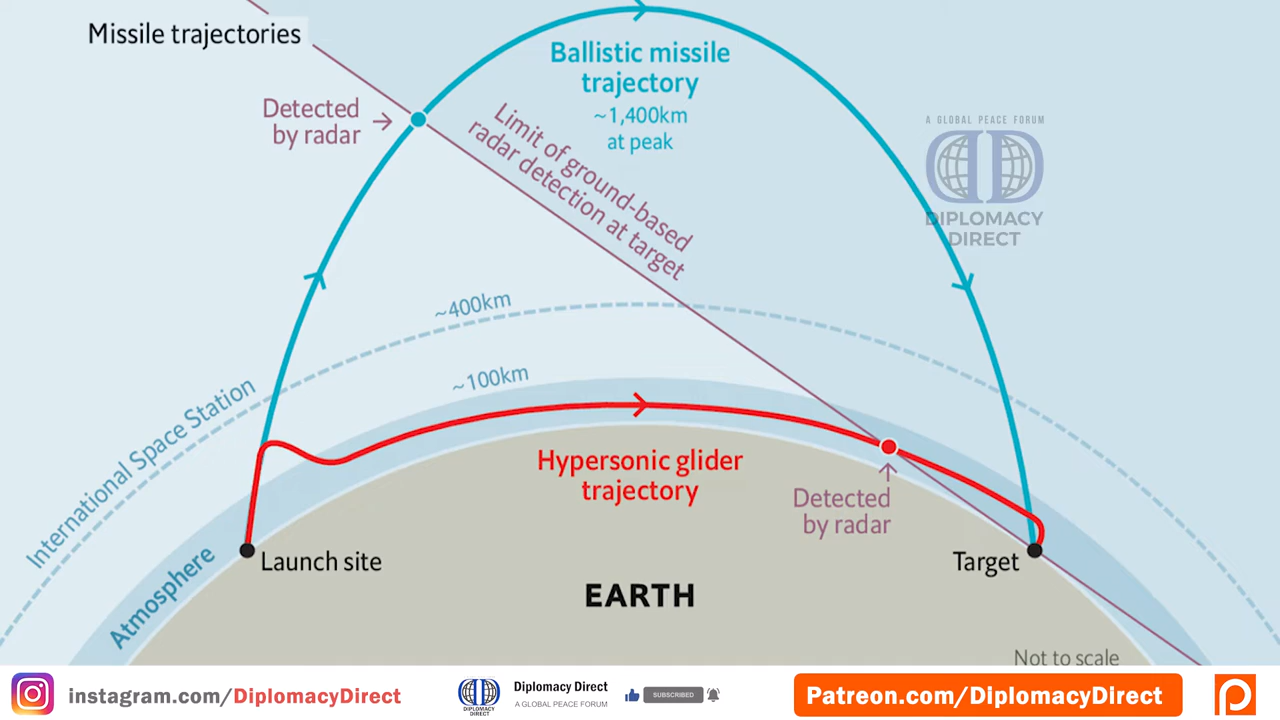 Missile trajectories
Ballistic missile
trajectory
~1,400km
at peak
Detected
by radar
Limit of ground-based
radar detection at target
A GLOBAL PEACE FORUM
DIPLOMACY
DIRECT
~400km
~100km
International Space Station
Atmosphere
Hypersonic glider
trajectory
Detected
by radar
Launch site
Target
EARTH
Not to scale
instagram.com/DiplomacyDirect
DIPLOMACY
DIRECT
Diplomacy Direct
A GLOBAL PEACE FORUM
SUBSCRIBED
Patreon.com/DiplomacyDirect